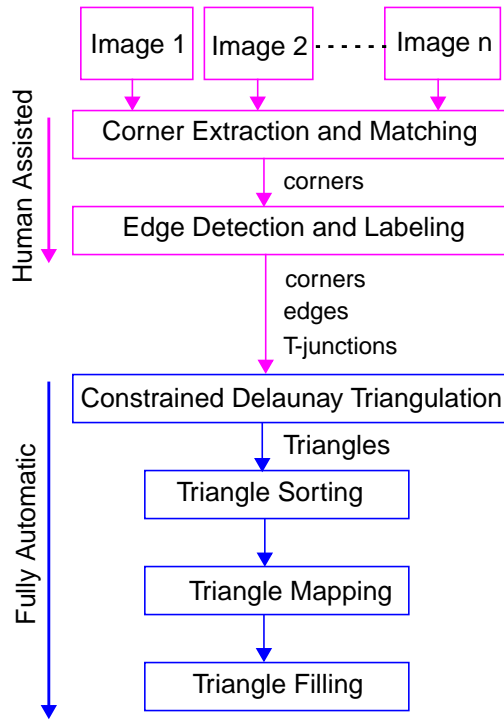 Image 1
Image 2
Image n
Corner Extraction and Matching
corners
Edge Detection and Labeling
corners
edges
T-junctions
Human Assisted
Constrained Delaunay Triangulation
Triangles
Triangle Sorting
Triangle Mapping
Triangle Filling
Fully Automatic